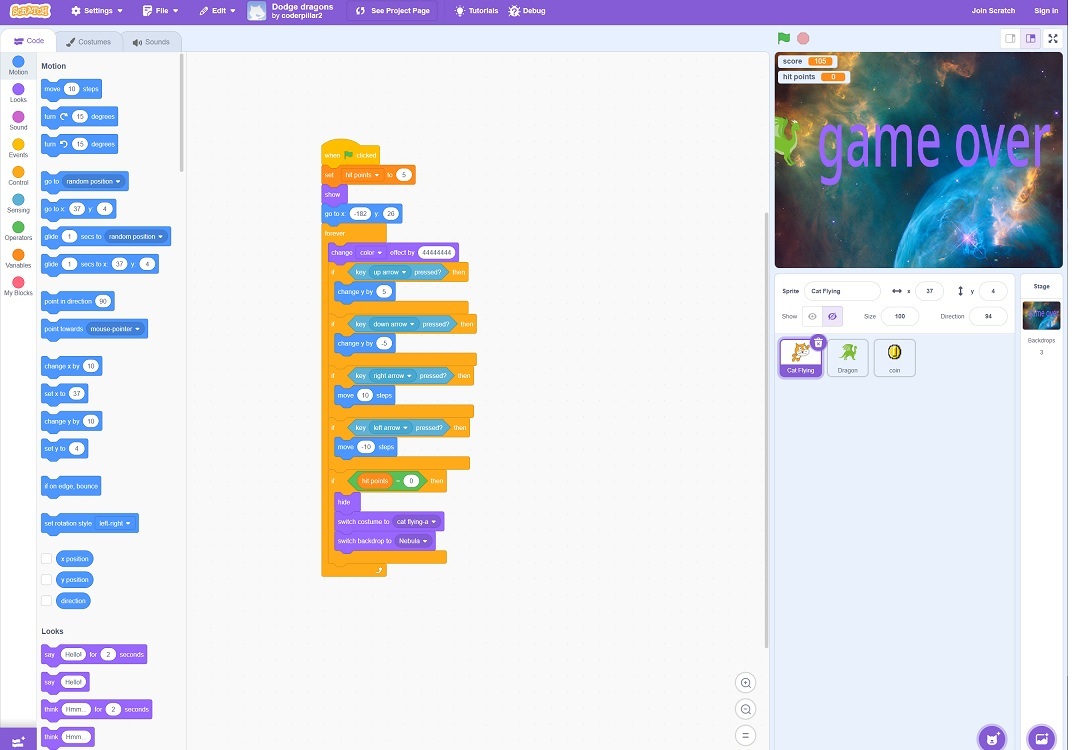 SCRATCH Settings File Edit Dodge dragons by coderpillar2 See Project Page Tutorials Debug Join Scratch Sign in
Code Costumes Sounds
Motion
Looks
Sound
Events
Control
Sensing
Operators
Variables
My Blocks
Motion
move 10 steps
turn 15 degrees
turn 15 degrees
go to random position
go to x: 37 y: 4
glide 1 secs to random position
glide 1 secs to x: 37 y: 4
point in direction 90
point towards mouse-pointer
change x by 10
set x to 37
change y by 10
set y to 4
if on edge, bounce
set rotation style left-right
x position
y position
direction
Looks
say Hello! for 2 seconds
say Hello!
think Hmm... for 2 seconds
think Hmm...
when clicked
set hit points to 5
show
go to x: -182 y: 26
forever
change color effect by 44444444
if key up arrow pressed? then
change y by 5
if key down arrow pressed? then
change y by -5
if key right arrow pressed? then
move 10 steps
if key left arrow pressed? then
move -10 steps
if hit points = 0 then
hide
switch costume to cat flying-a
switch backdrop to Nebula
score 105
hit points 0
game over
Sprite Cat Flying x 37 y 4
Show Size 100 Direction 94
Cat Flying Dragon coin
Stage
game over
Backdrops
3